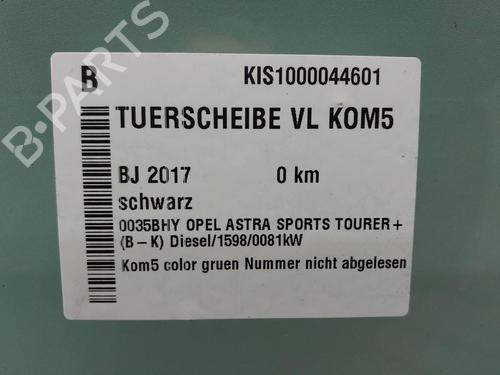 B KIS1000044601
TUERSCHEIBE VL KOM5
BJ 2017 0 km
schwarz
0035BHY OPEL ASTRA SPORTS TOURER+
(B-K) Diesel/1598/0081kW
Kom5 color gruen Nummer nicht abgelesen
B-PARTS